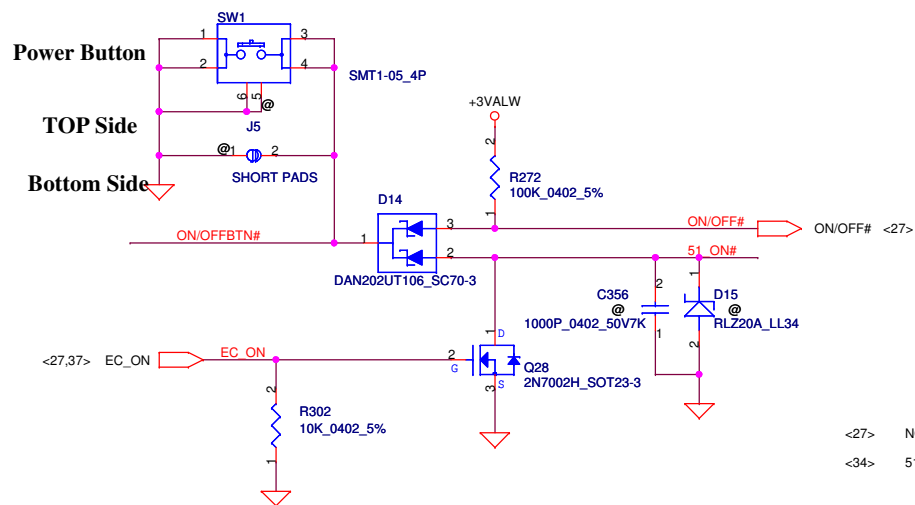 SW1
1
3
Power Button
2
4
SMT1-05_4P
6
5
@
+3VALW
TOP Side
J5
2
@
1
2
R272
100K_0402_5%
Bottom Side
SHORT PADS
D14
1
3
ON/OFF#
ON/OFF# <27>
ON/OFFBTN#
1
2
51_ON#
DAN202UT106_SC70-3
2
1
C356
D15
@
@
1000P_0402_50V7K
RLZ20A_LL34
1
D
1
2
<27,37> EC_ON
EC_ON
2
G
Q28
2N7002H_SOT23-3
3
S
2
R302
10K_0402_5%
1
<27> N
<34> 51